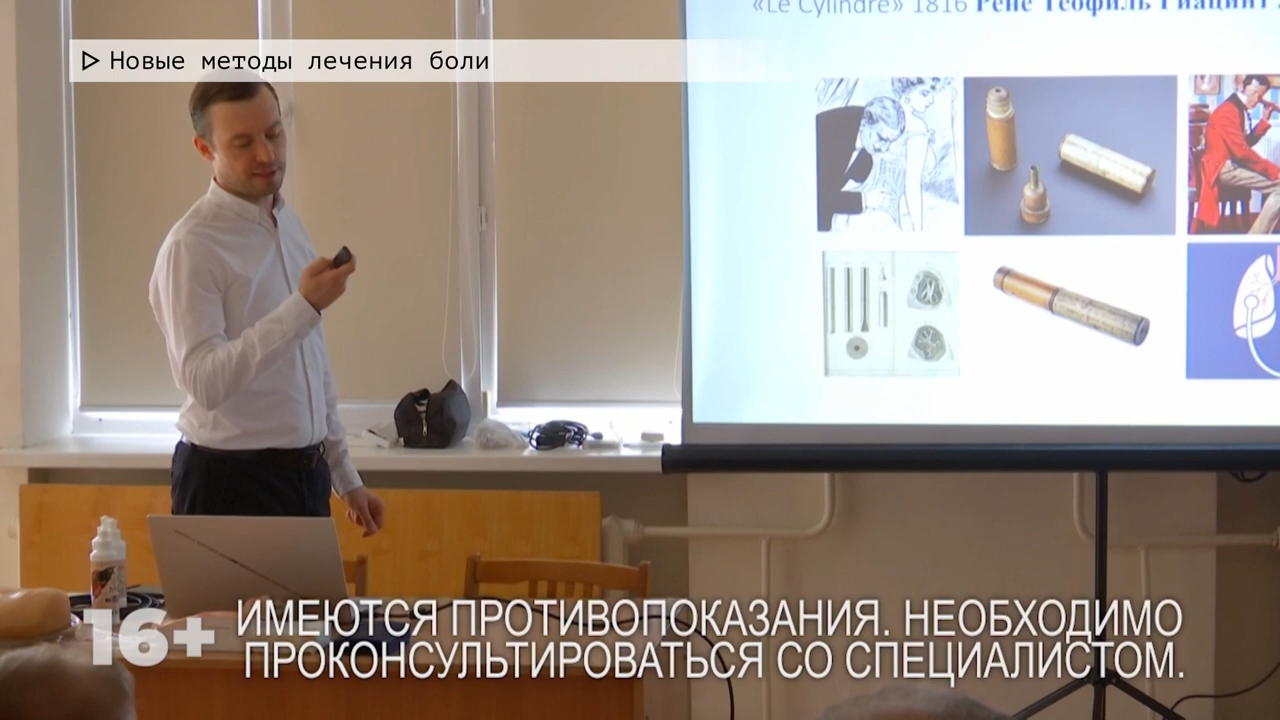 «Le Cylindre» 1816 Рене Теофиль Гиацинт
Новые методы лечения боли
16+
ИМЕЮТСЯ ПРОТИВОПОКАЗАНИЯ. НЕОБХОДИМО
ПРОКОНСУЛЬТИРОВАТЬСЯ СО СПЕЦИАЛИСТОМ.